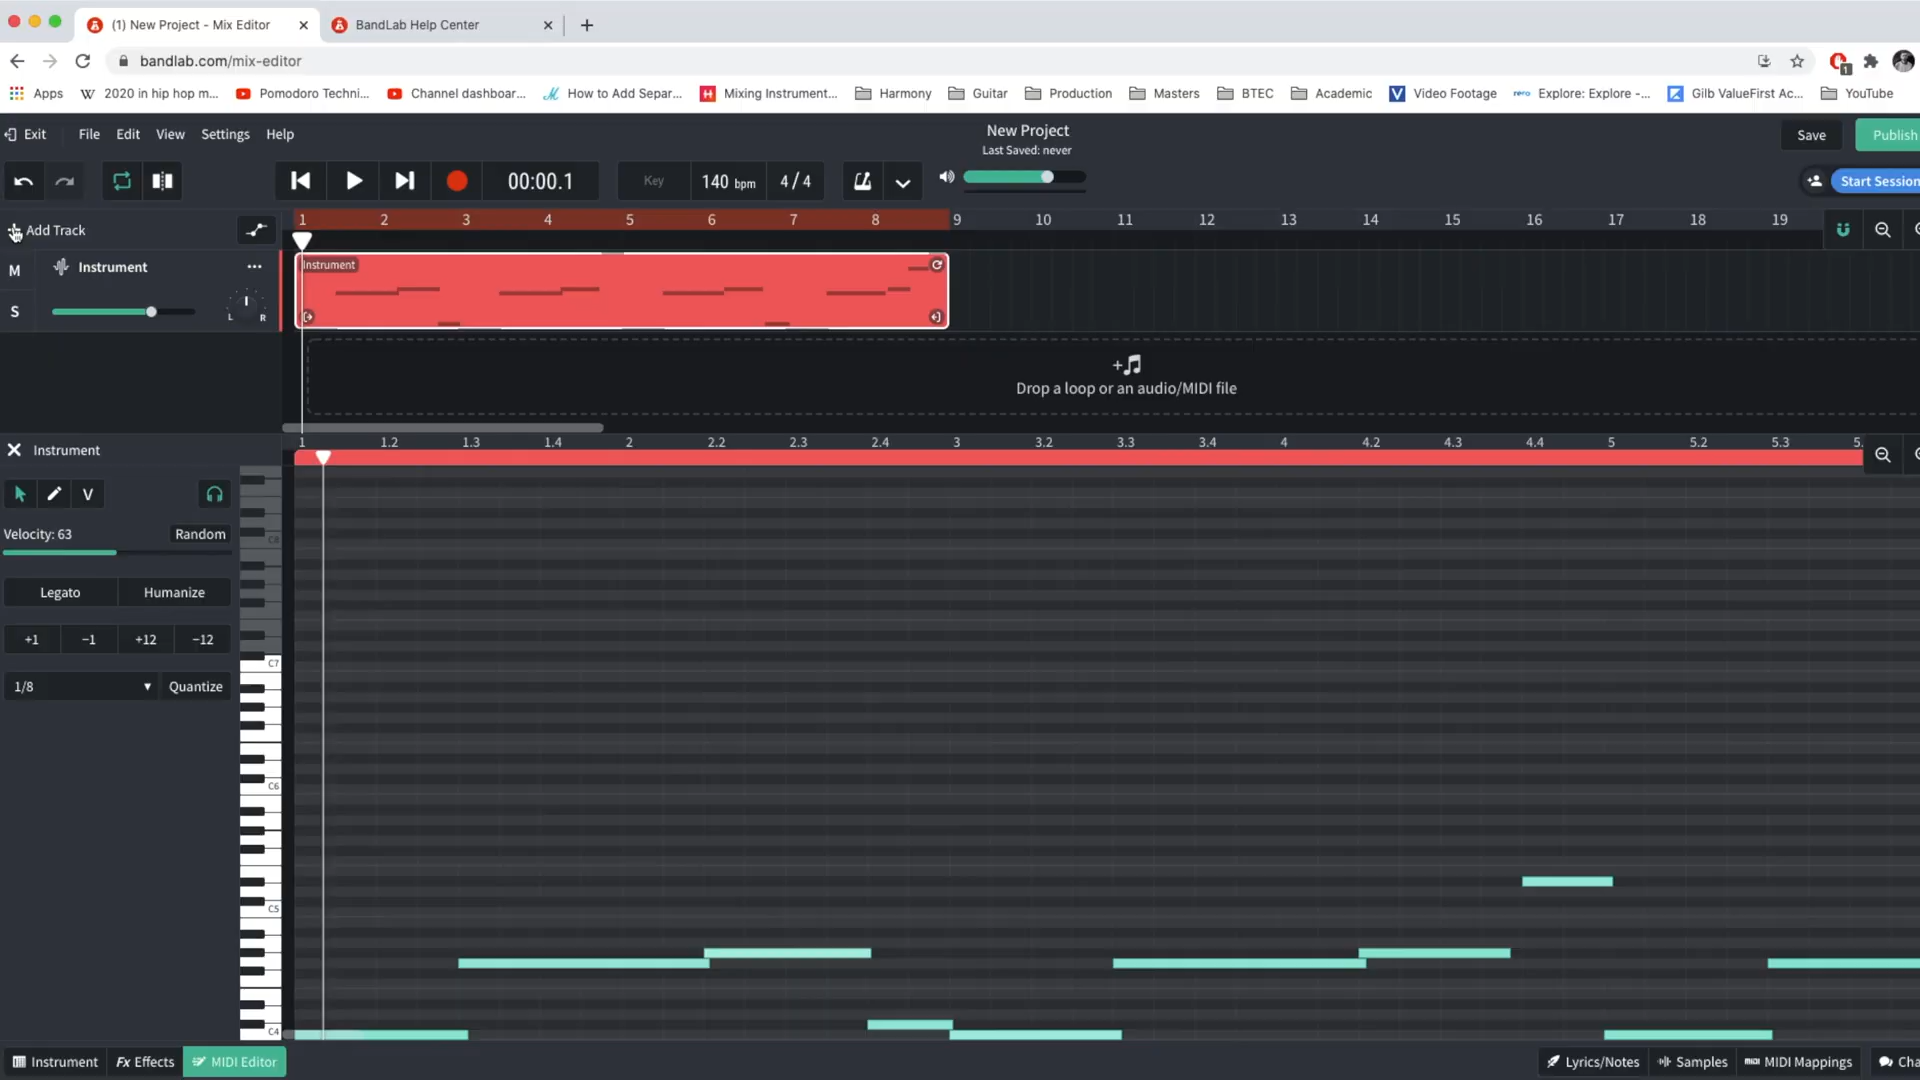 (1) New Project - Mix Editor
BandLab Help Center
bandlab.com/mix-editor
1
Apps
2020 in hip hop m...
Pomodoro Techni...
Channel dashboar...
How to Add Separ...
Mixing Instrument...
Harmony
Guitar
Production
Masters
BTEC
Academic
Video Footage
Explore: Explore -...
Gilb ValueFirst Ac...
YouTube
Exit
File
Edit
View
Settings
Help
New Project
Last Saved: never
Save
Publish
00:00.1
Key
140 bpm
4 / 4
Start Session
Add Track
1 2 3 4 5 6 7 8 9 10 11 12 13 14 15 16 17 18 19
M
Instrument
S
L R
Instrument
Drop a loop or an audio/MIDI file
Instrument
1 1.2 1.3 1.4 2 2.2 2.3 2.4 3 3.2 3.3 3.4 4 4.2 4.3 4.4 5 5.2 5.3 5.
V
Velocity: 63
Random
Legato
Humanize
+1 −1 +12 −12
1/8
Quantize
C8
C7
C6
C5
C4
Instrument
Fx Effects
MIDI Editor
Lyrics/Notes
Samples
MIDI Mappings
Cha